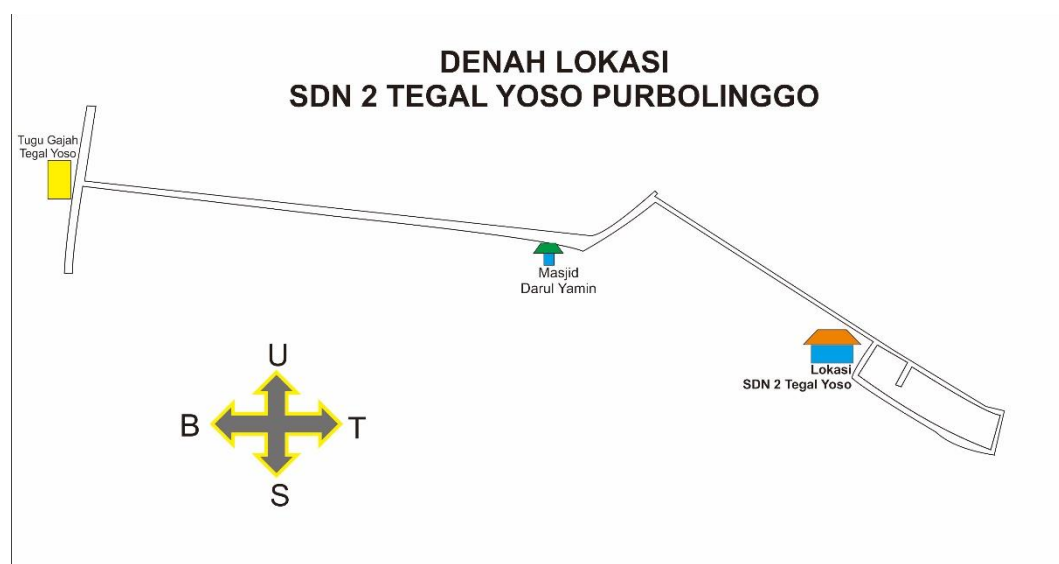 DENAH LOKASI
SDN 2 TEGAL YOSO PURBOLINGGO
Tugu Gajah
Tegal Yoso
Masjid
Darul Yamin
Lokasi
SDN 2 Tegal Yoso
U
B
T
S